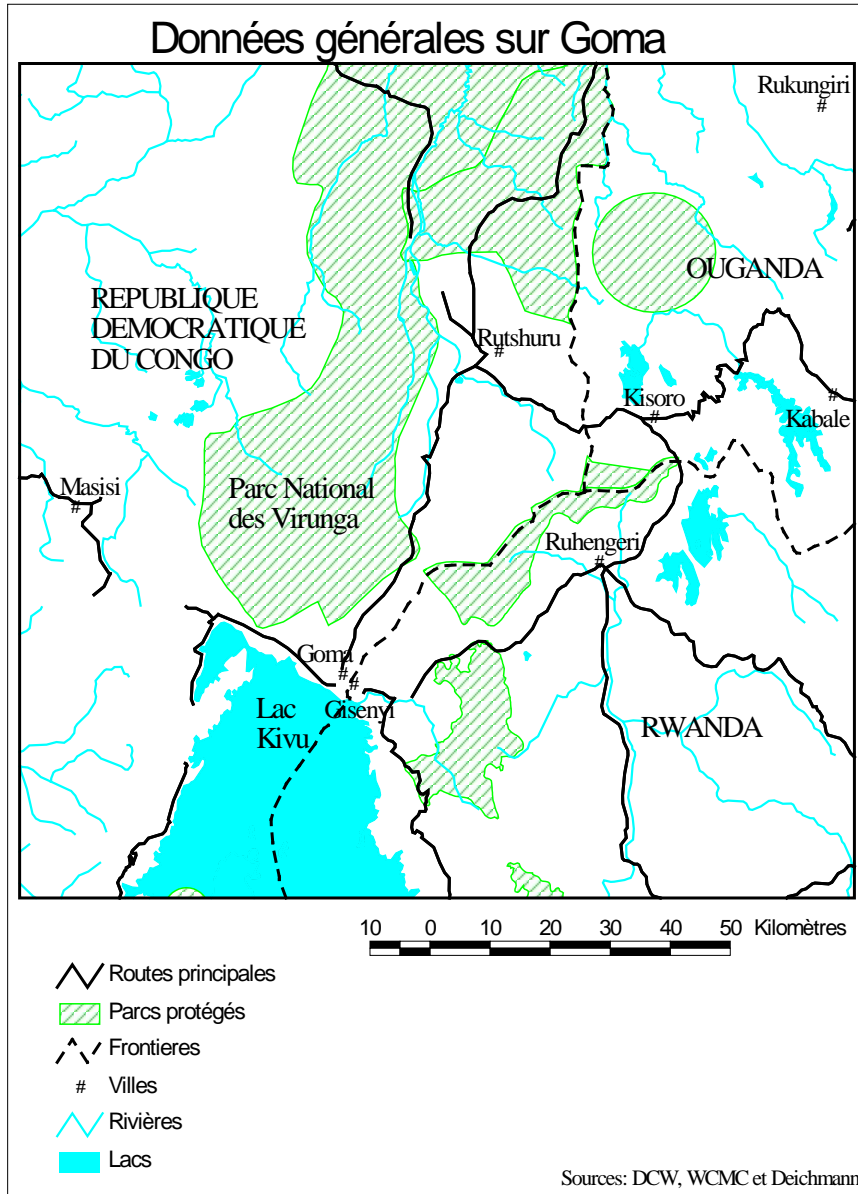 Données générales sur Goma
Rukungiri
#
OUGANDA
REPUBLIQUE
DEMOCRATIQUE
DU CONGO
Rutshuru
#
Kisoro
#
Kabale
#
Masisi
#
Parc National
des Virunga
Ruhengeri
#
Goma
#
#
Gisenyi
Lac
Kivu
RWANDA
10 0 10 20 30 40 50 Kilomètres
Routes principales
Parcs protégés
Frontieres
# Villes
Rivières
Lacs
Sources: DCW, WCMC et Deichmann